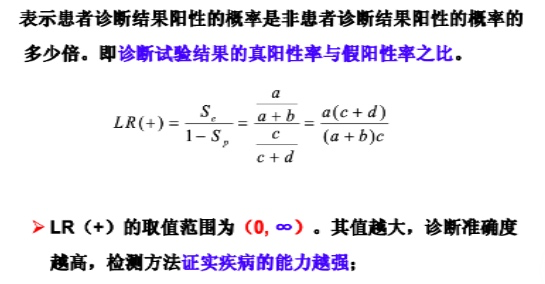 表示患者诊断结果阳性的概率是非患者诊断结果阳性的概率的
多少倍。即诊断试验结果的真阳性率与假阳性率之比。
LR(+) = \frac{S_e}{1-S_p} = \frac{\frac{a}{a+b}}{\frac{c}{c+d}} = \frac{a(c+d)}{(a+b)c}
➢ LR（+）的取值范围为（0, ∞）。其值越大，诊断准确度
越高，检测方法证实疾病的能力越强；